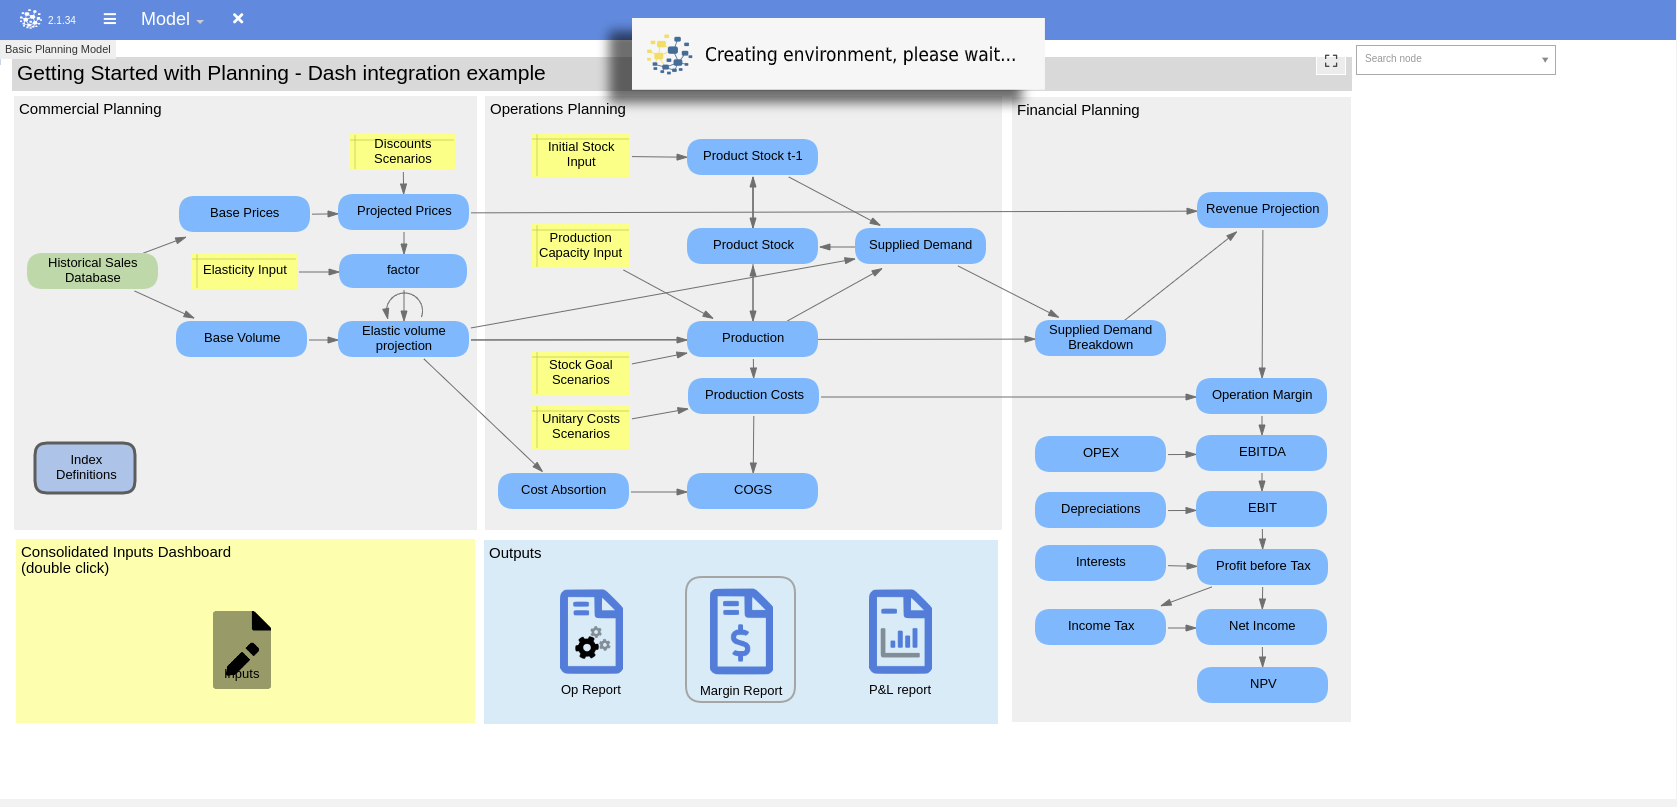 2.1.34
Model
Basic Planning Model
Creating environment, please wait...
Search node
Getting Started with Planning - Dash integration example
Commercial Planning
Discounts
Scenarios
Base Prices
Projected Prices
Historical Sales
Database
Elasticity Input
factor
Base Volume
Elastic volume
projection
Index
Definitions
Operations Planning
Initial Stock
Input
Product Stock t-1
Production
Capacity Input
Product Stock
Supplied Demand
Production
Stock Goal
Scenarios
Production Costs
Unitary Costs
Scenarios
Cost Absortion
COGS
Financial Planning
Revenue Projection
Supplied Demand
Breakdown
Operation Margin
OPEX
EBITDA
Depreciations
EBIT
Interests
Profit before Tax
Income Tax
Net Income
NPV
Consolidated Inputs Dashboard
(double click)
Inputs
Outputs
Op Report
Margin Report
P&L report